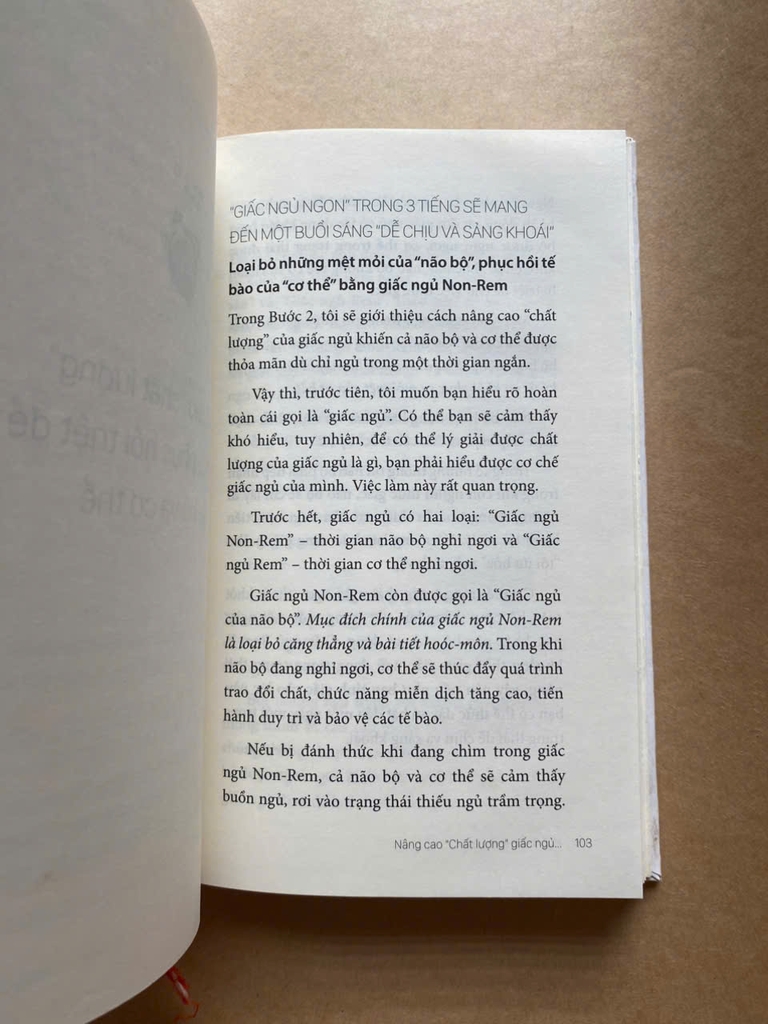 "GIẤC NGỦ NGON" TRONG 3 TIẾNG SẼ MANG
ĐẾN MỘT BUỔI SÁNG "DỄ CHỊU VÀ SẢNG KHOÁI"
Loại bỏ những mệt mỏi của "não bộ", phục hồi tế
bào của "cơ thể" bằng giấc ngủ Non-Rem
Trong Bước 2, tôi sẽ giới thiệu cách nâng cao "chất
lượng" của giấc ngủ khiến cả não bộ và cơ thể được
thỏa mãn dù chỉ ngủ trong một thời gian ngắn.
Vậy thì, trước tiên, tôi muốn bạn hiểu rõ hoàn
toàn cái gọi là "giấc ngủ". Có thể bạn sẽ cảm thấy
khó hiểu, tuy nhiên, để có thể lý giải được chất
lượng của giấc ngủ là gì, bạn phải hiểu được cơ chế
giấc ngủ của mình. Việc làm này rất quan trọng.
Trước hết, giấc ngủ có hai loại: "Giấc ngủ
Non-Rem" – thời gian não bộ nghỉ ngơi và "Giấc
ngủ Rem" – thời gian cơ thể nghỉ ngơi.
Giấc ngủ Non-Rem còn được gọi là "Giấc ngủ
của não bộ". Mục đích chính của giấc ngủ Non-Rem
là loại bỏ căng thẳng và bài tiết hoóc-môn. Trong khi
não bộ đang nghỉ ngơi, cơ thể sẽ thúc đẩy quá trình
trao đổi chất, chức năng miễn dịch tăng cao, tiến
hành duy trì và bảo vệ các tế bào.
Nếu bị đánh thức khi đang chìm trong giấc
ngủ Non-Rem, cả não bộ và cơ thể sẽ cảm thấy
buồn ngủ, rơi vào trạng thái thiếu ngủ trầm trọng.
Nâng cao "Chất lượng" giấc ngủ... 103